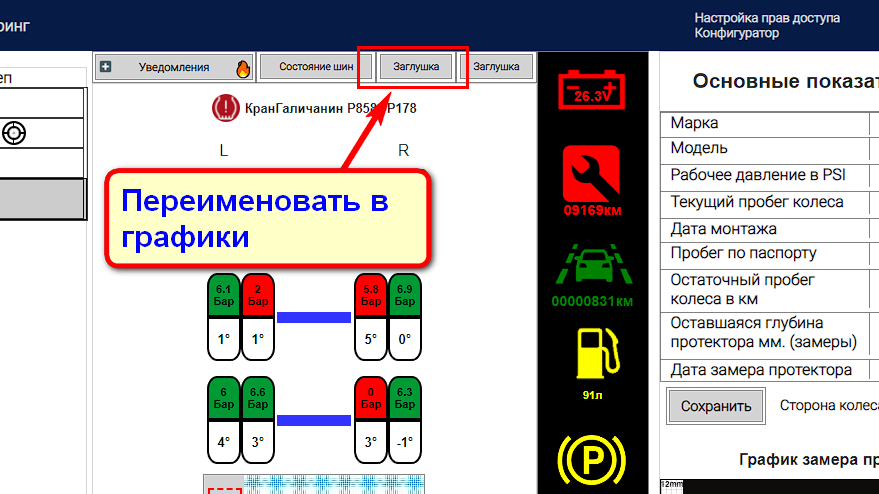 ринг
Настройка прав доступа
Конфигуратор
еп
Уведомления
Состояние шин
Заглушка
Заглушка
КранГаличанин Р858
Р178
L
R
Переименовать в
графики
6.1
Бар
2
Бар
5.8
Бар
6.9
Бар
1°
1°
5°
0°
6
Бар
6.6
Бар
0
Бар
6.3
Бар
4°
3°
3°
-1°
26.3V
09169км
00000831км
91л
P
Основные показат
Марка
Модель
Рабочее давление в PSI
Текущий пробег колеса
Дата монтажа
Пробег по паспорту
Остаточный пробег
колеса в км
Оставшаяся глубина
протектора мм. (замеры)
Дата замера протектора
Сохранить
Сторона колеса
График замера пр
12mm